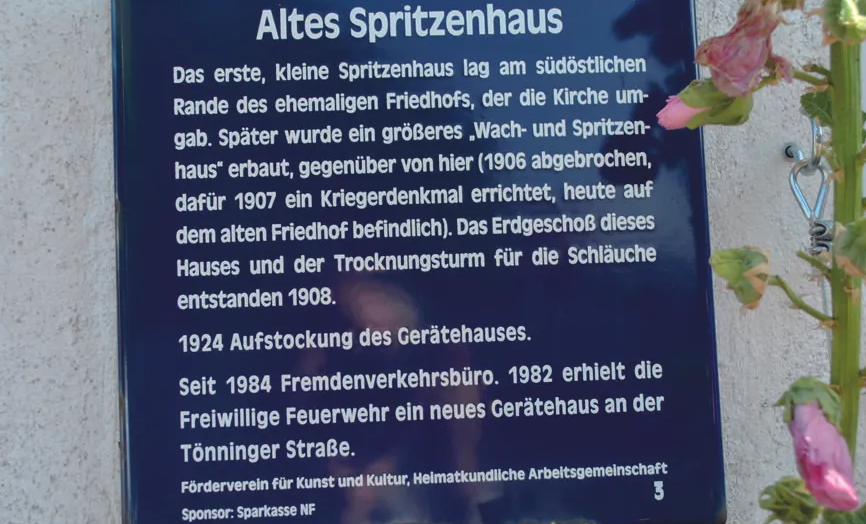 Altes Spritzenhaus
Das erste, kleine Spritzenhaus lag am südöstlichen
Rande des ehemaligen Friedhofs, der die Kirche um-
gab. Später wurde ein größeres „Wach- und Spritzen-
haus“ erbaut, gegenüber von hier (1906 abgebrochen,
dafür 1907 ein Kriegerdenkmal errichtet, heute auf
dem alten Friedhof befindlich). Das Erdgeschoß dieses
Hauses und der Trocknungsturm für die Schläuche
entstanden 1908.
1924 Aufstockung des Gerätehauses.
Seit 1984 Fremdenverkehrsbüro. 1982 erhielt die
Freiwillige Feuerwehr ein neues Gerätehaus an der
Tönninger Straße.
Förderverein für Kunst und Kultur, Heimatkundliche Arbeitsgemeinschaft
Sponsor: Sparkasse NF
3